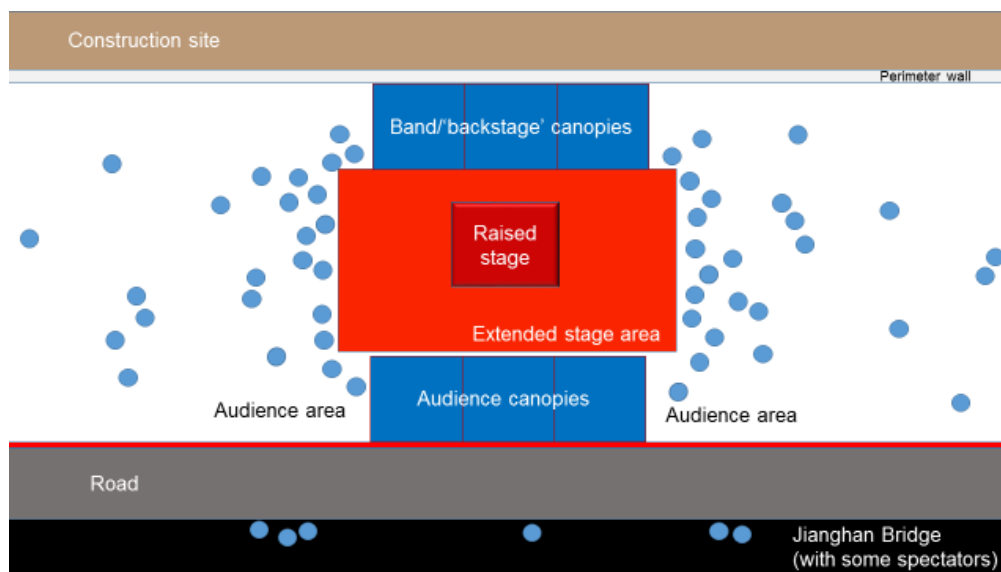 Construction site
Perimeter wall
Band/'backstage' canopies
Raised
stage
Extended stage area
Audience area
Audience canopies
Audience area
Road
Jianghan Bridge
(with some spectators)